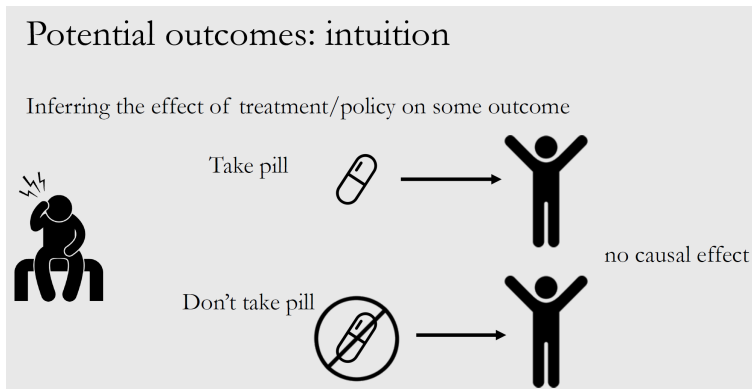 Potential outcomes: intuition
Inferring the effect of treatment/policy on some outcome
Take pill
no causal effect
Don’t take pill